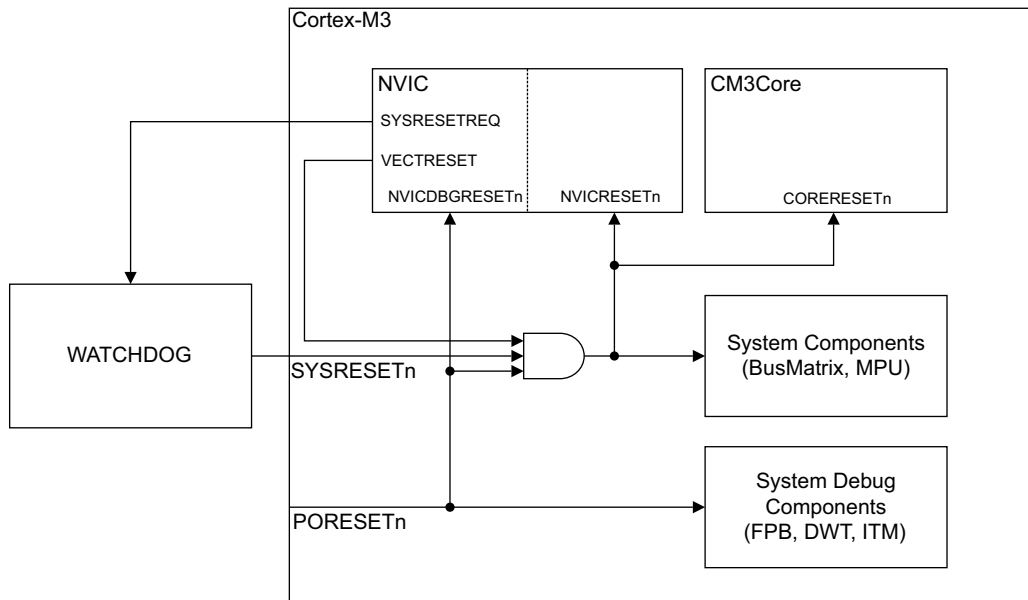 Cortex-M3
NVIC
SYSRESETREQ
VECTRESET
NVICDBGRESETn
NVICRESETn
CM3Core
CORERESETn
WATCHDOG
SYSRESETn
System Components
(BusMatrix, MPU)
PORESETn
System Debug
Components
(FPB, DWT, ITM)